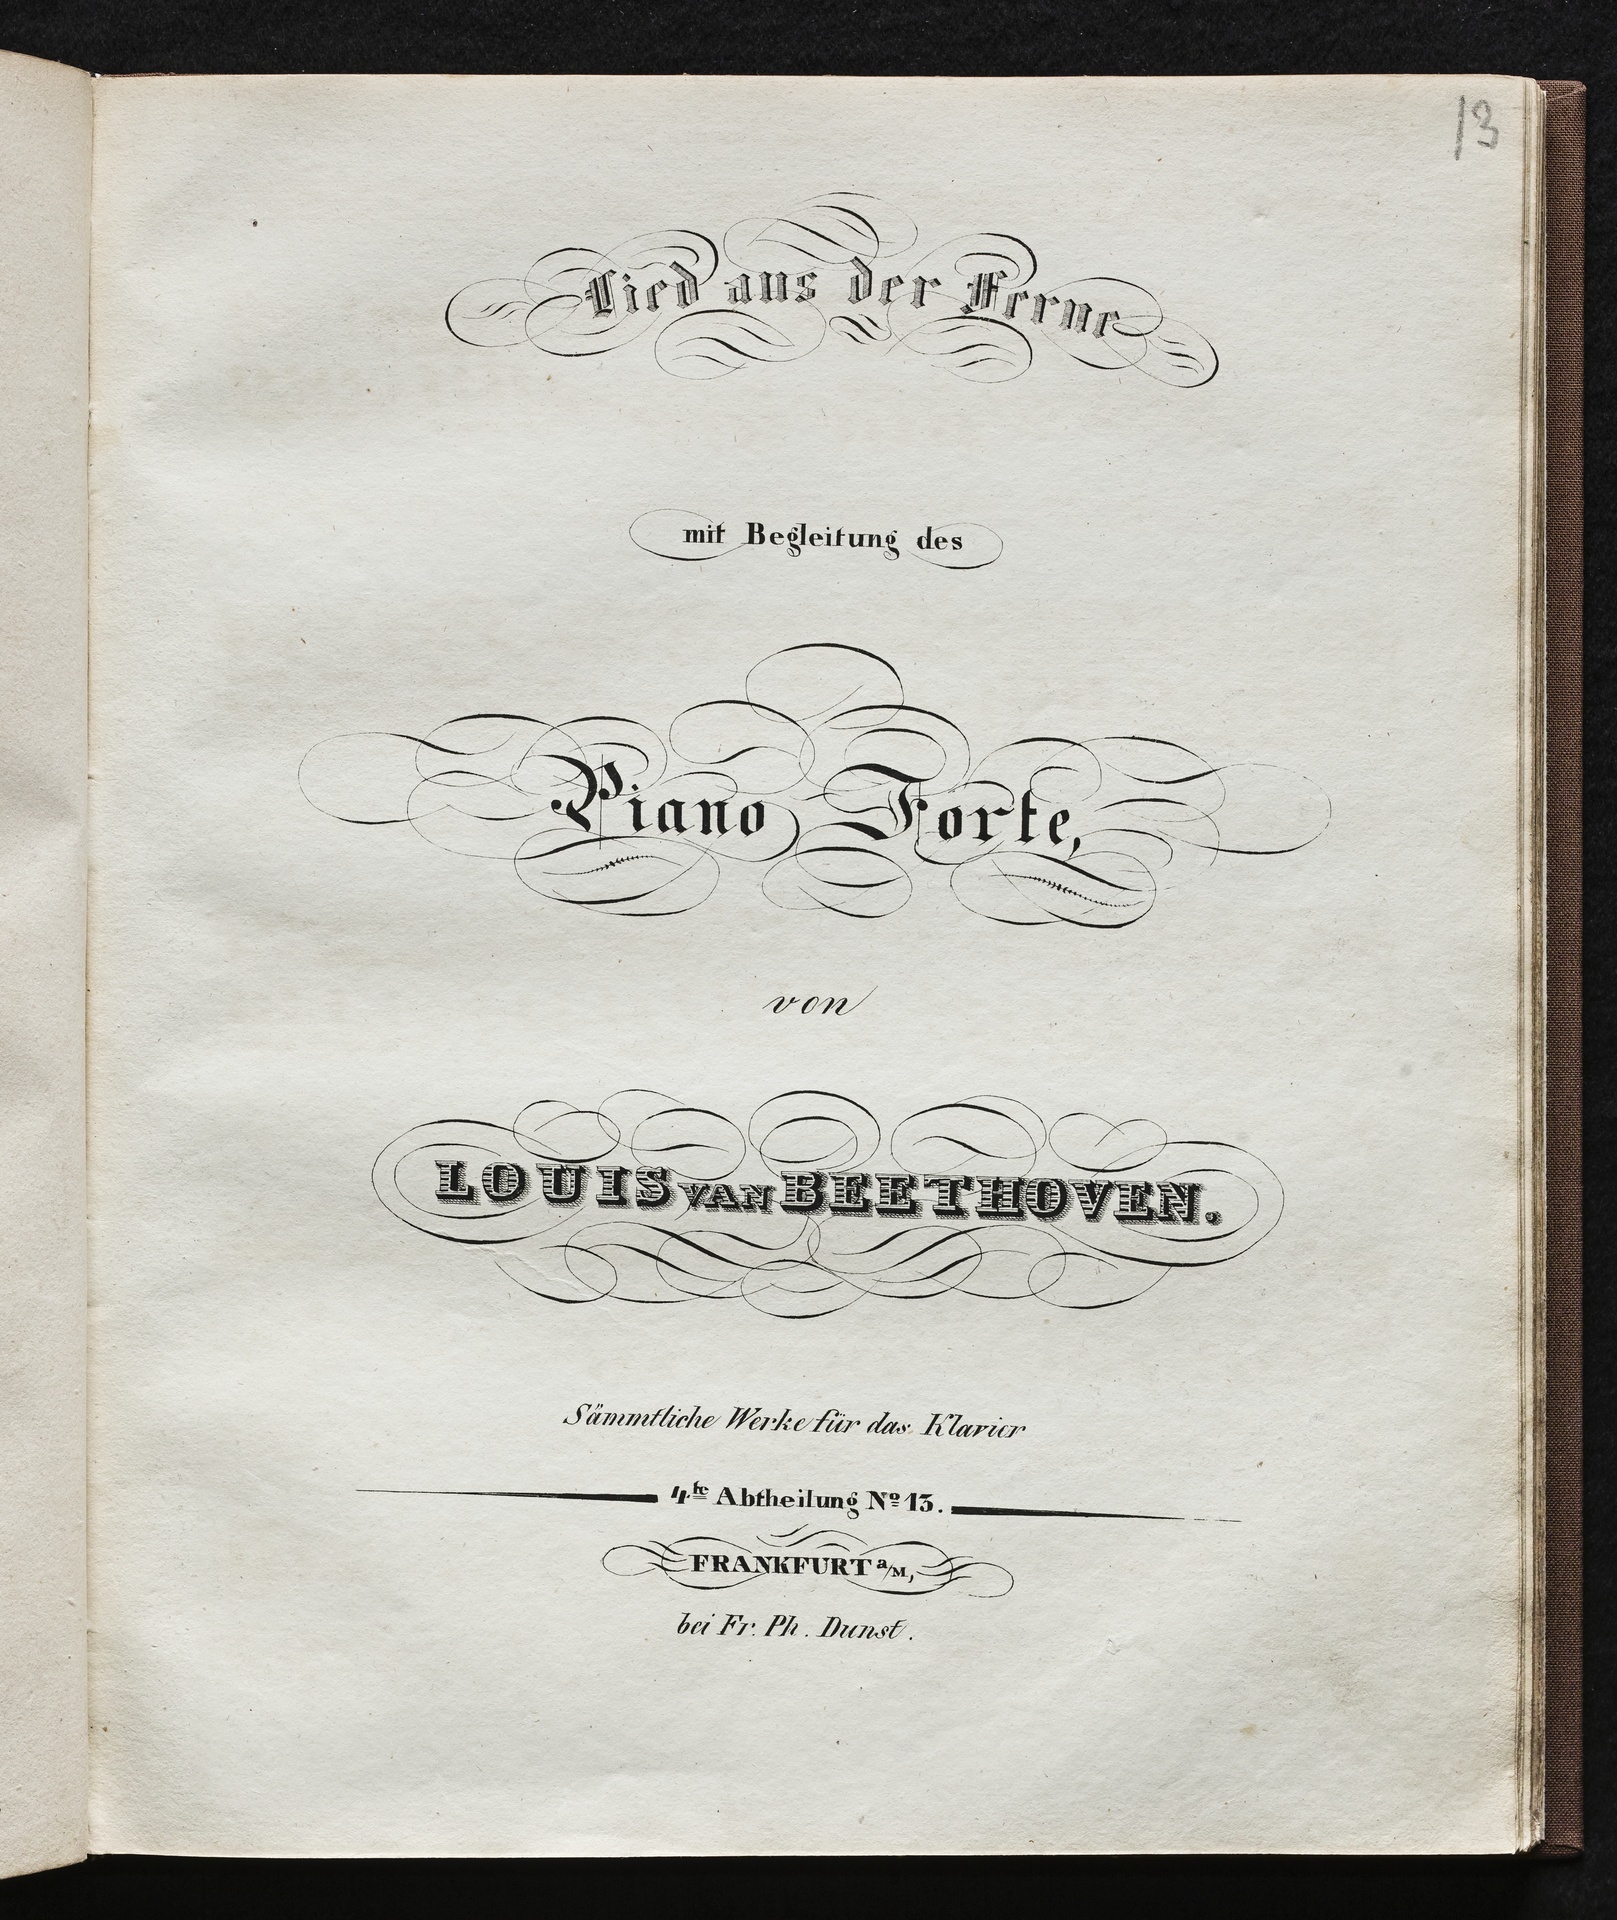 13
Lied aus der Ferne
mit Begleitung des
Piano Forte,
von
LOUIS VAN BEETHOVEN.
Sämmtliche Werke für das Klavier
4te Abtheilung No 13.
FRANKFURT a/M,
bei Fr. Ph. Dunst.